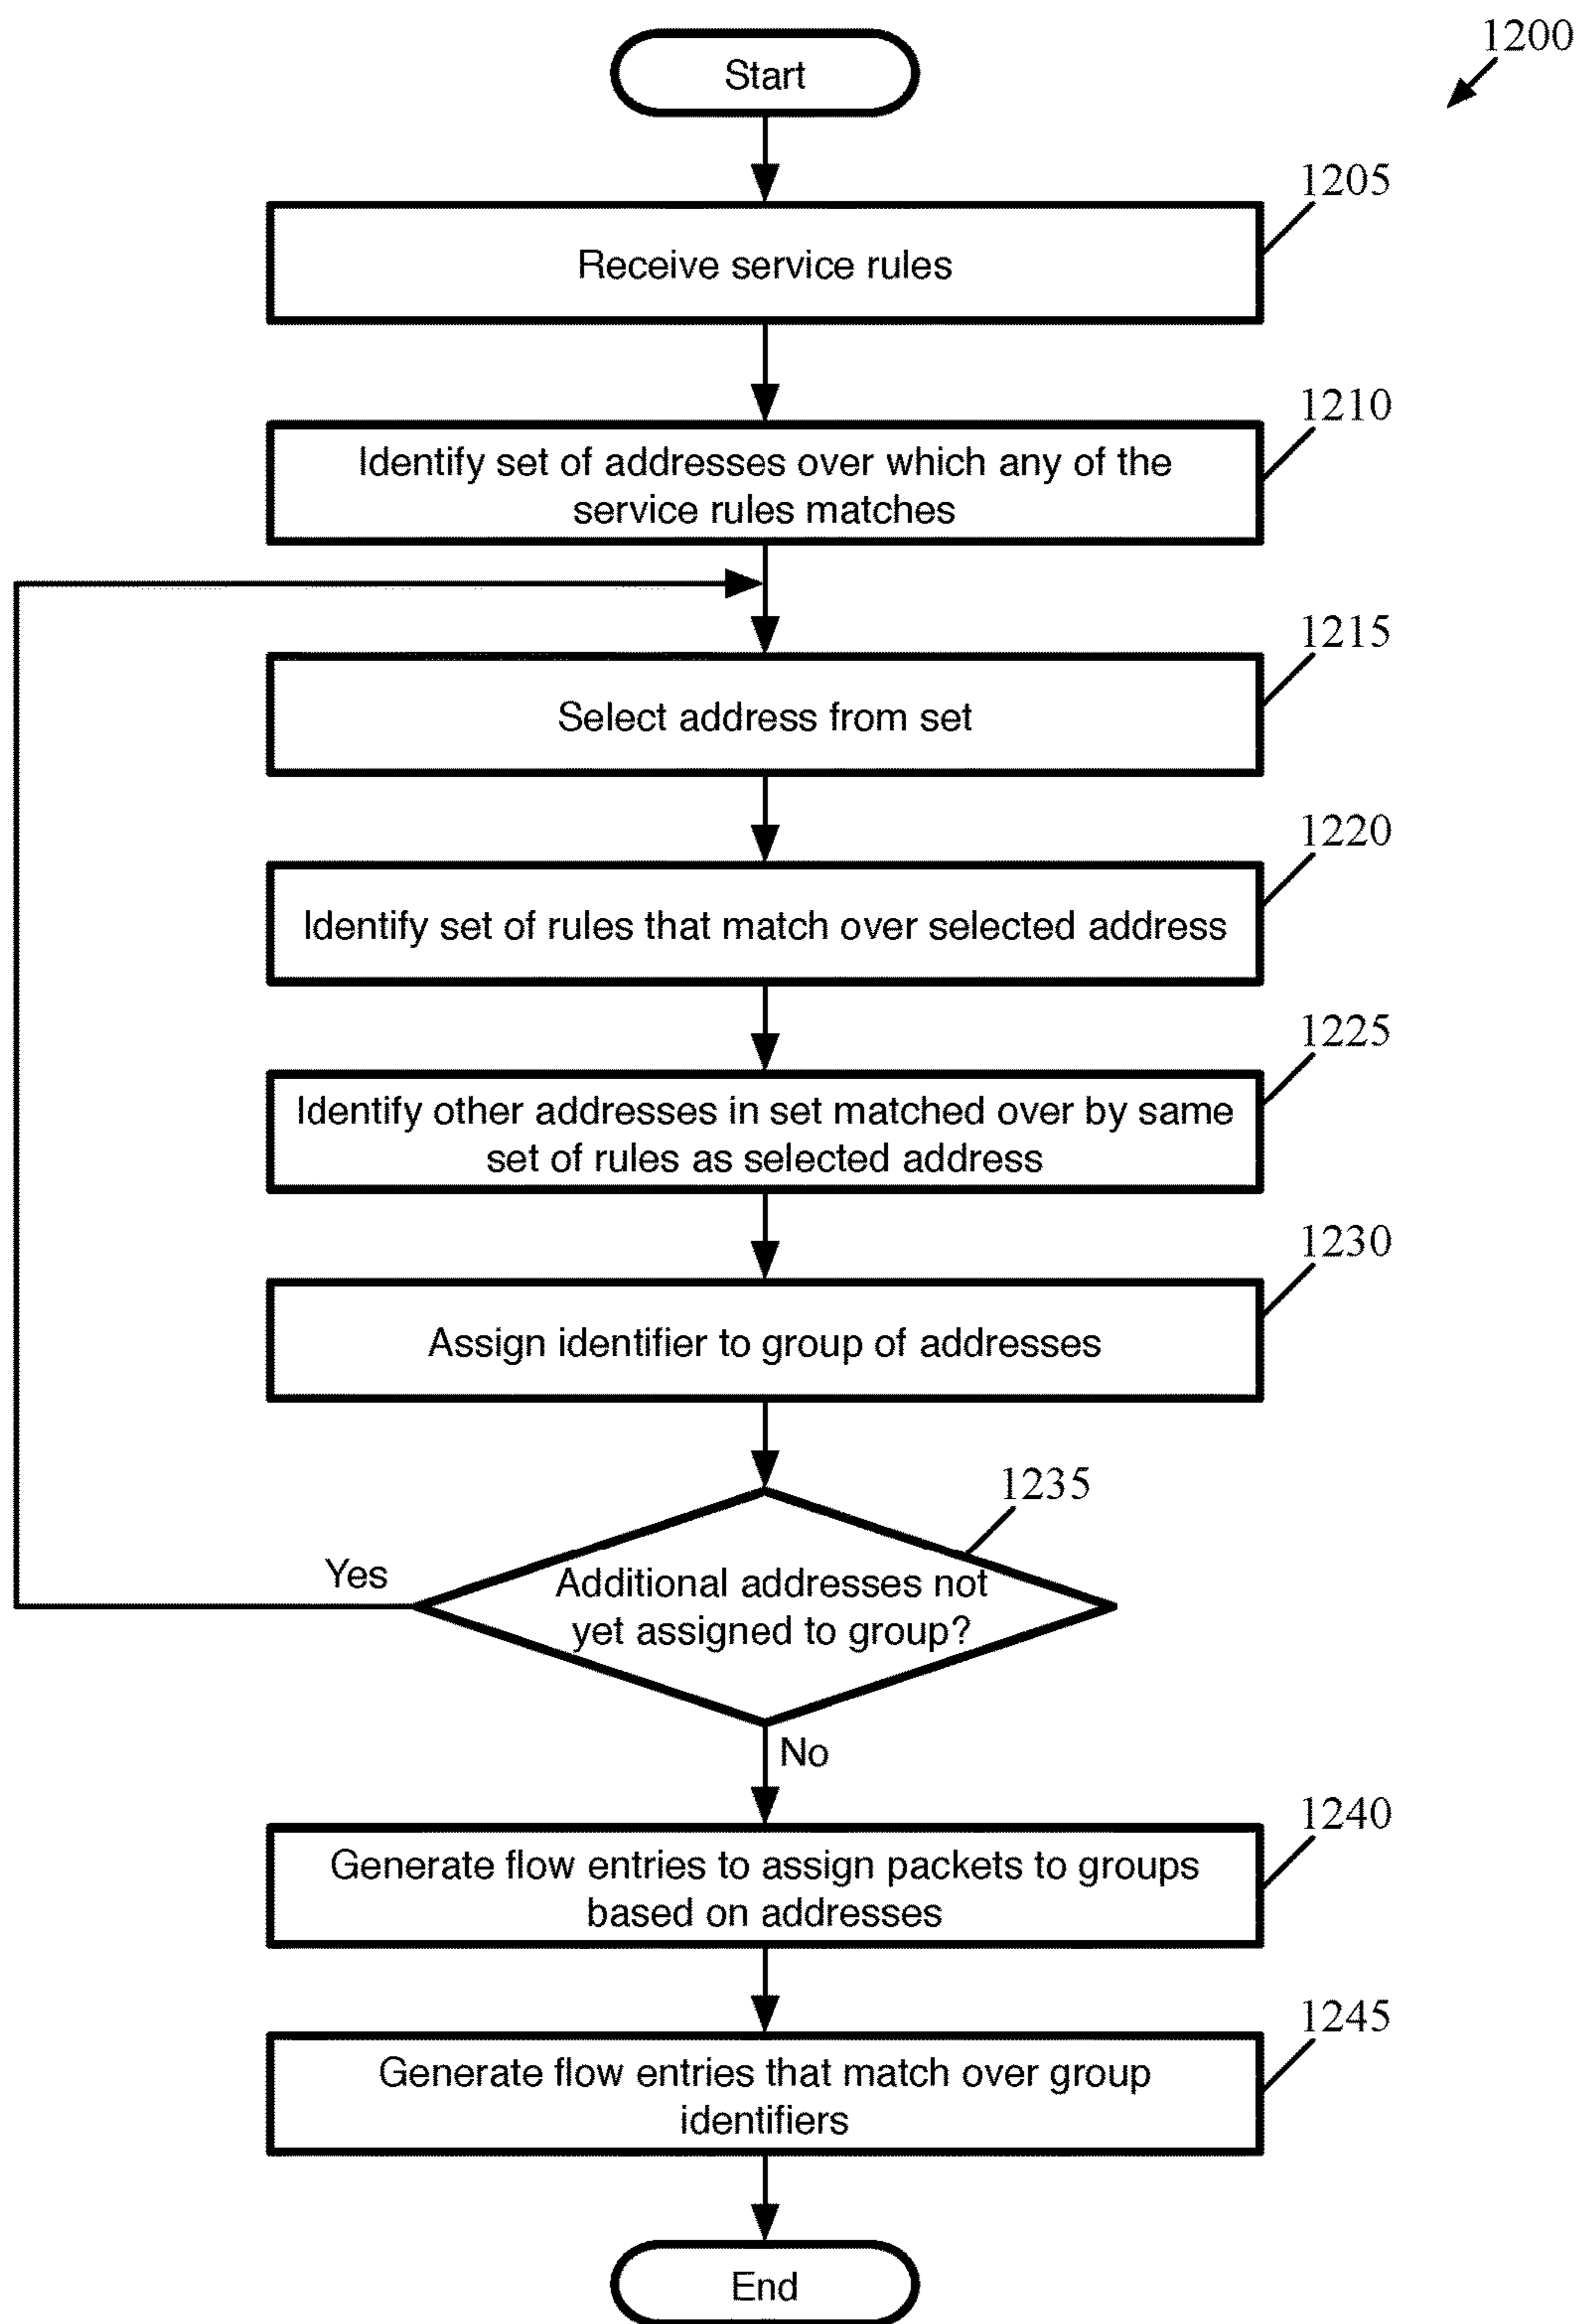 1200
Start
1205
Receive service rules
1210
Identify set of addresses over which any of the
service rules matches
1215
Select address from set
1220
Identify set of rules that match over selected address
1225
Identify other addresses in set matched over by same
set of rules as selected address
1230
Assign identifier to group of addresses
1235
Yes
Additional addresses not
yet assigned to group?
No
1240
Generate flow entries to assign packets to groups
based on addresses
1245
Generate flow entries that match over group
identifiers
End